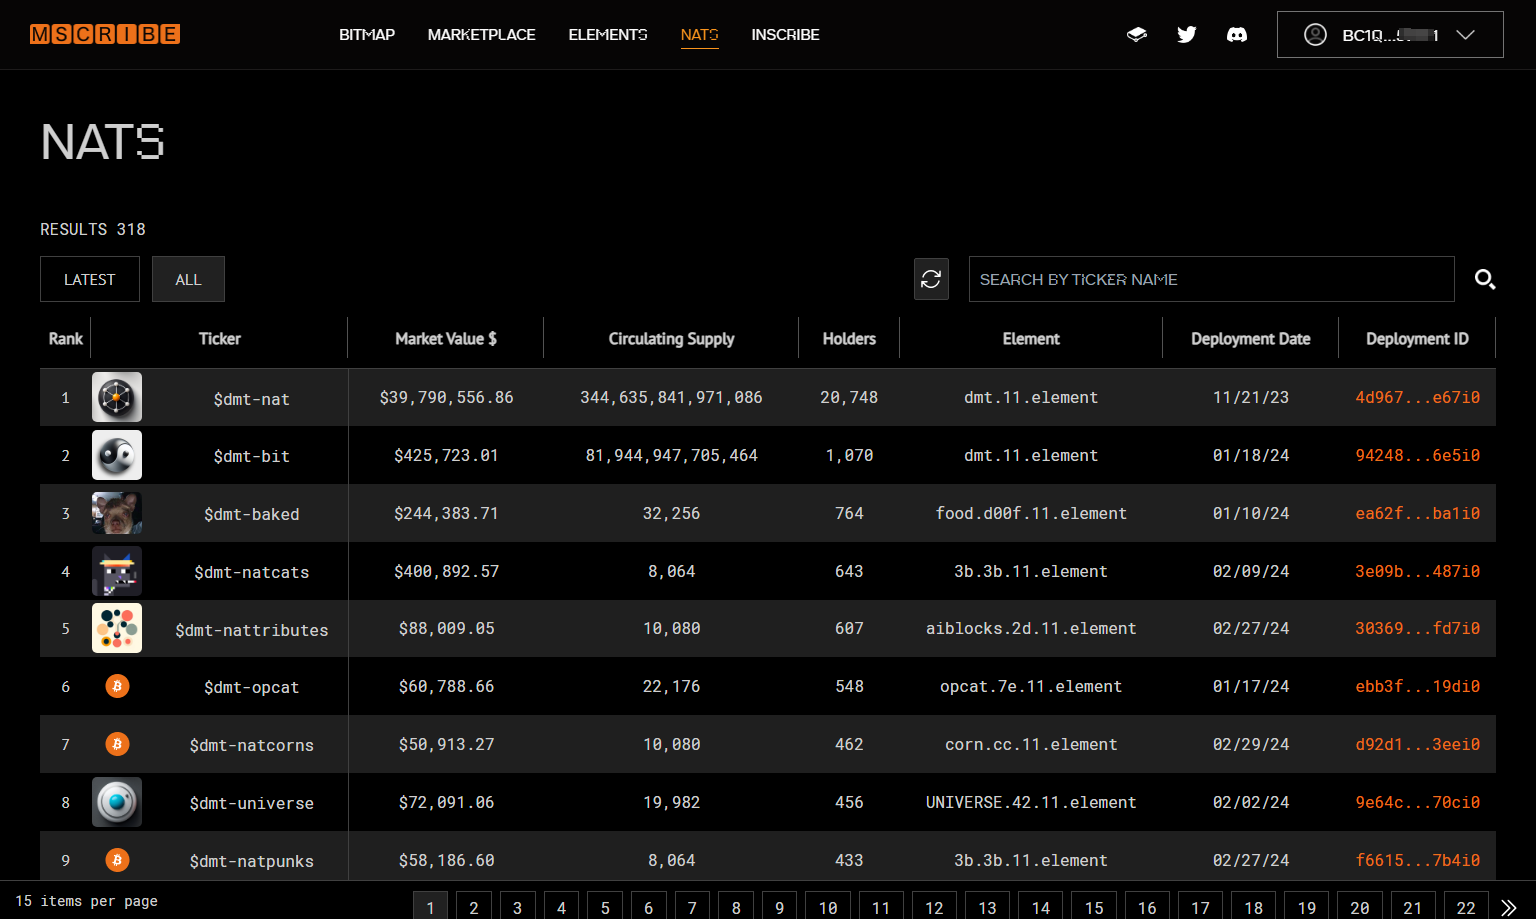 MSCRIBE BITMAP MARKETPLACE ELEMENTS NATS INSCRIBE
NATS
RESULTS 318
LATEST ALL SEARCH BY TICKER NAME
Rank Ticker Market Value $ Circulating Supply Holders Element Deployment Date Deployment ID
1 $dmt-nat $39,790,556.86 344,635,841,971,086 20,748 dmt.11.element 11/21/23 4d967...e67i0
2 $dmt-bit $425,723.01 81,944,947,705,464 1,070 dmt.11.element 01/18/24 94248...6e5i0
3 $dmt-baked $244,383.71 32,256 764 food.d00f.11.element 01/10/24 ea62f...ba1i0
4 $dmt-natcats $400,892.57 8,064 643 3b.3b.11.element 02/09/24 3e09b...487i0
5 $dmt-nattributes $88,009.05 10,080 607 aiblocks.2d.11.element 02/27/24 30369...fd7i0
6 $dmt-opcat $60,788.66 22,176 548 opcat.7e.11.element 01/17/24 ebb3f...19di0
7 $dmt-natcorns $50,913.27 10,080 462 corn.cc.11.element 02/29/24 d92d1...3eei0
8 $dmt-universe $72,091.06 19,982 456 UNIVERSE.42.11.element 02/02/24 9e64c...70ci0
9 $dmt-natpunks $58,186.60 8,064 433 3b.3b.11.element 02/27/24 f6615...7b4i0
15 items per page 1 2 3 4 5 6 7 8 9 10 11 12 13 14 15 16 17 18 19 20 21 22